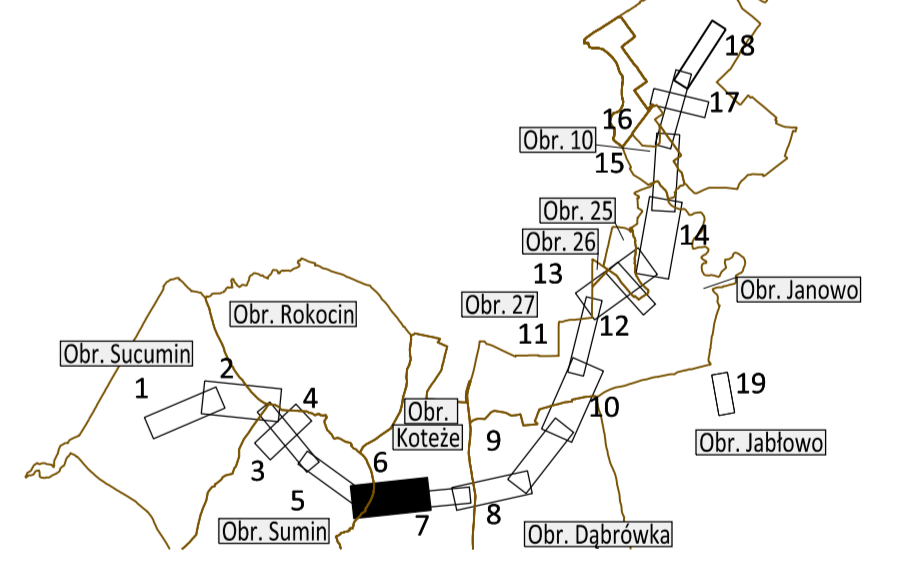 18
17
16
Obr. 10
15
Obr. 25
14
Obr. 26
13
Obr. Janowo
Obr. 27
Obr. Rokocin
12
11
Obr. Sucumin
2
1
19
4
10
Obr.
Koteże
9
Obr. Jabłowo
6
3
5
8
7
Obr. Sumin
Obr. Dąbrówka